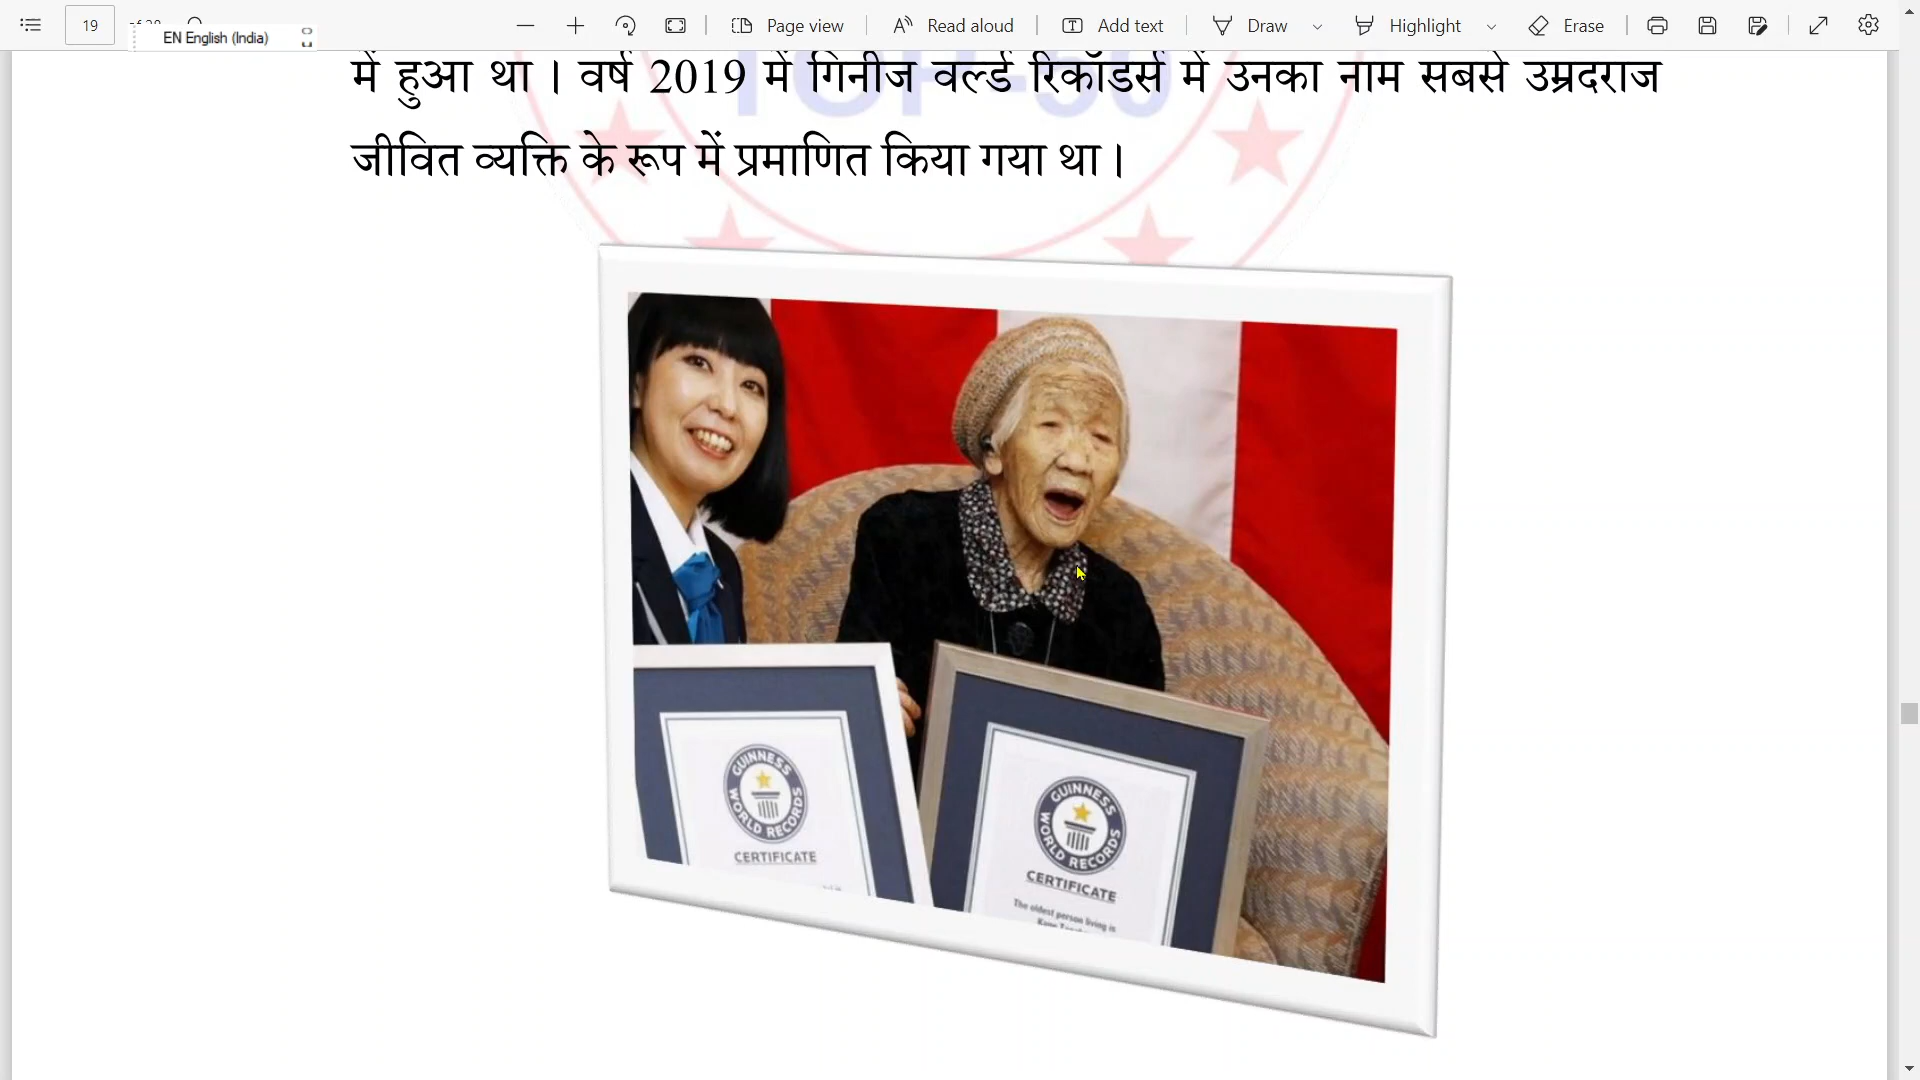 19
EN English (India)
Page view
Read aloud
Add text
Draw
Highlight
Erase
में हुआ था । वर्ष 2019 में गिनीज वर्ल्ड रिकॉडर्स में उनका नाम सबसे उम्रदराज
जीवित व्यक्ति के रूप में प्रमाणित किया गया था ।
GUINNESS
WORLD RECORDS
CERTIFICATE
GUINNESS
WORLD RECORDS
CERTIFICATE
The oldest person living is